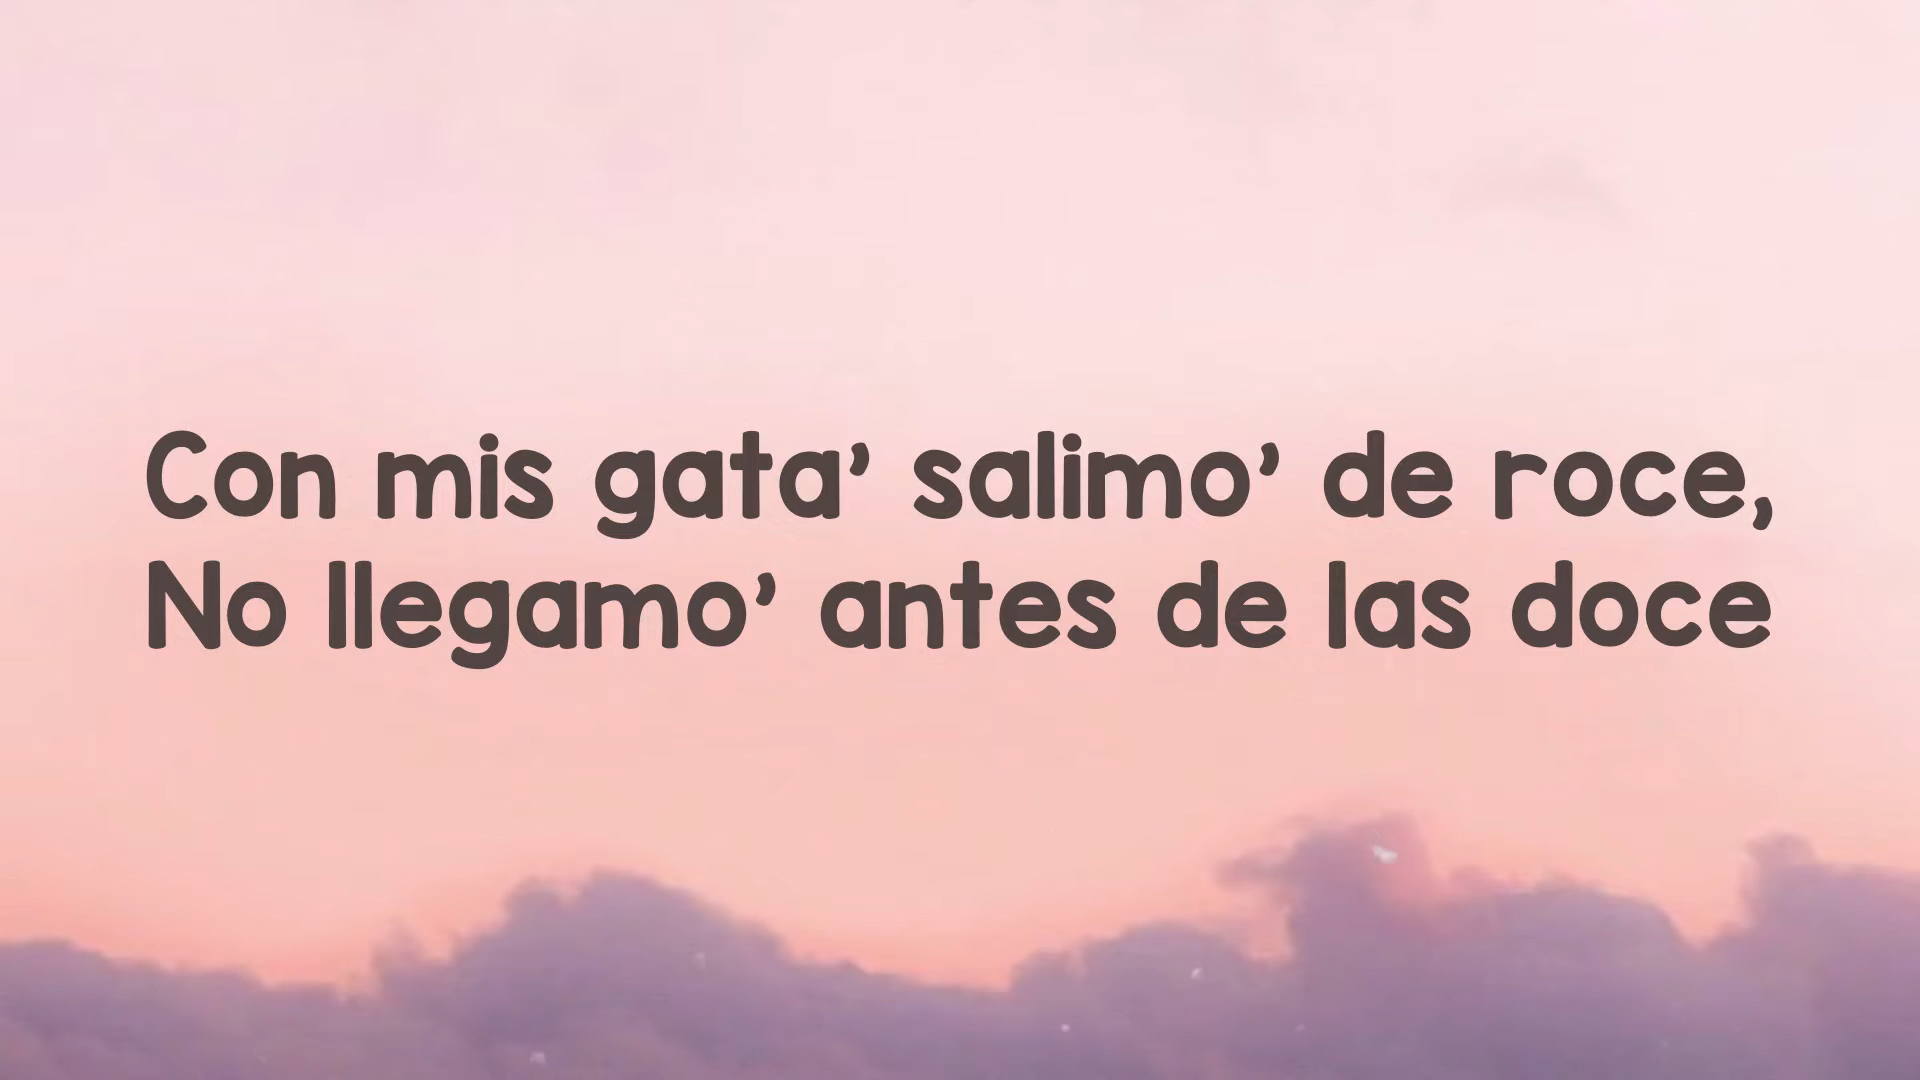 Con mis gata’ salimo’ de roce,
No llegamo’ antes de las doce